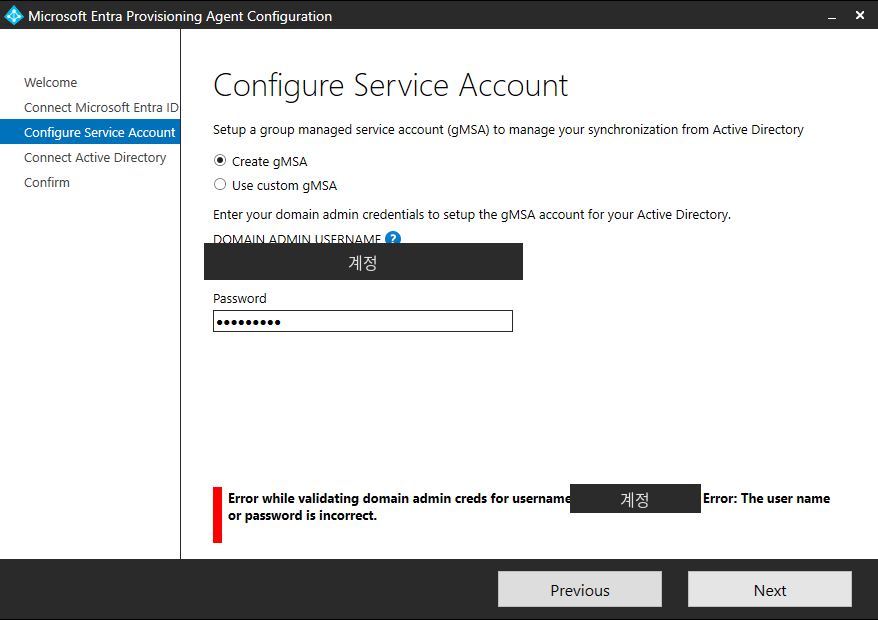 Microsoft Entra Provisioning Agent Configuration
Welcome
Connect Microsoft Entra ID
Configure Service Account
Connect Active Directory
Confirm
Configure Service Account
Setup a group managed service account (gMSA) to manage your synchronization from Active Directory
Create gMSA
Use custom gMSA
Enter your domain admin credentials to setup the gMSA account for your Active Directory.
DOMAIN ADMIN USERNAME ?
계정
Password
Error while validating domain admin creds for username 계정 Error: The user name
or password is incorrect.
Previous
Next